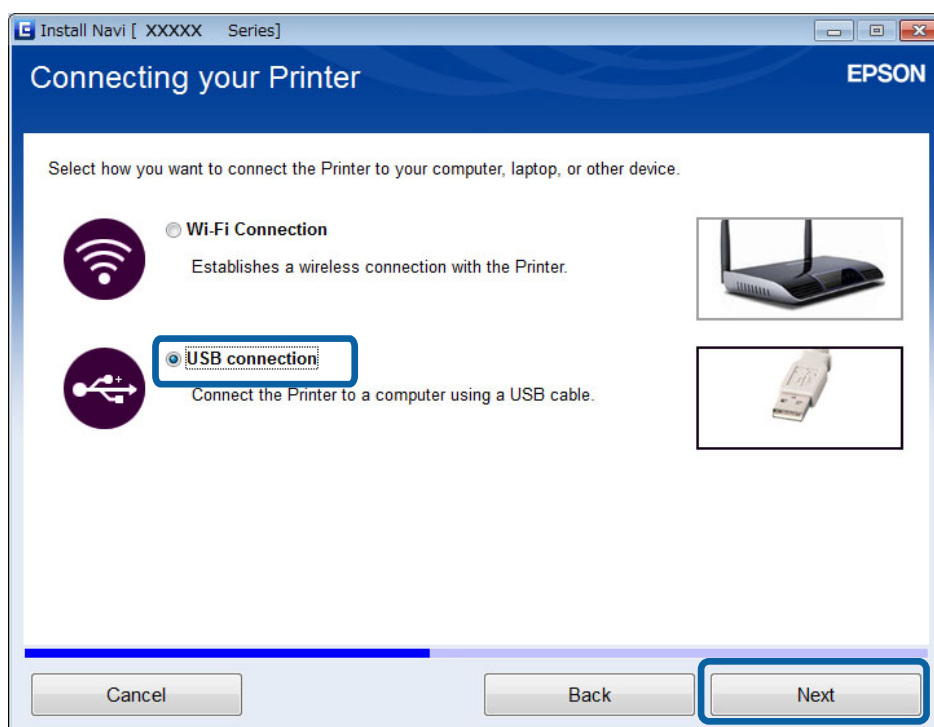 Install Navi [ XXXXX Series]
Connecting your Printer
EPSON
Select how you want to connect the Printer to your computer, laptop, or other device.
Wi-Fi Connection
Establishes a wireless connection with the Printer.
USB connection
Connect the Printer to a computer using a USB cable.
Cancel
Back
Next